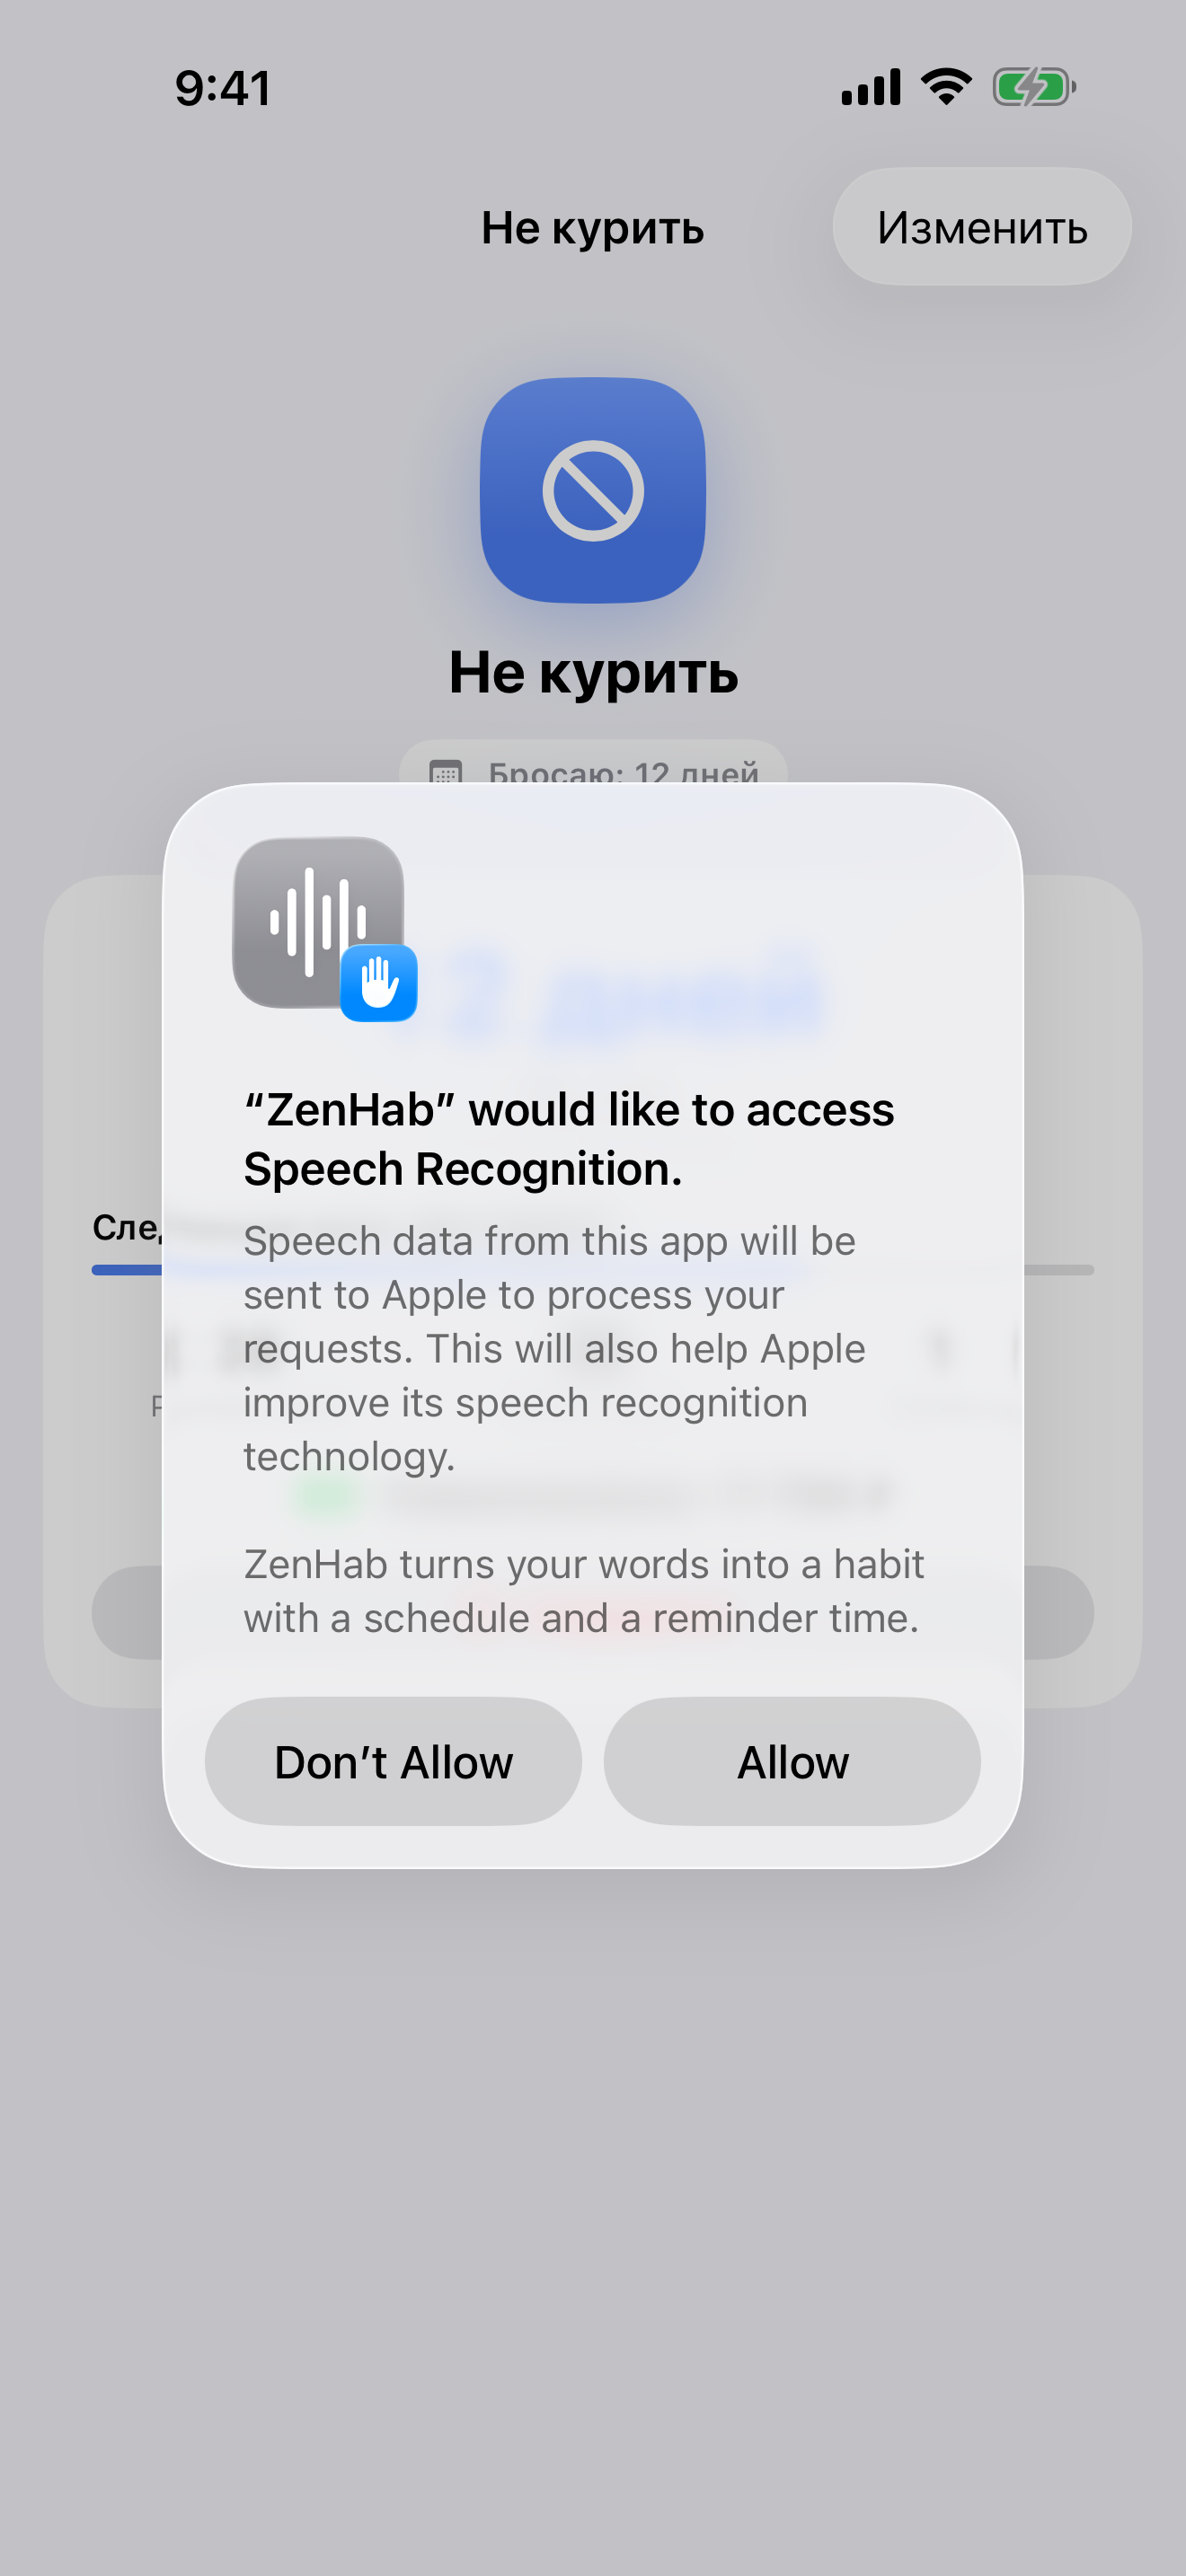 9:41
Не курить
Изменить
Не курить
Бросаю: 12 дней
2 дней
“ZenHab” would like to access
Speech Recognition.
Speech data from this app will be
sent to Apple to process your
requests. This will also help Apple
improve its speech recognition
technology.
ZenHab turns your words into a habit
with a schedule and a reminder time.
Don’t Allow
Allow